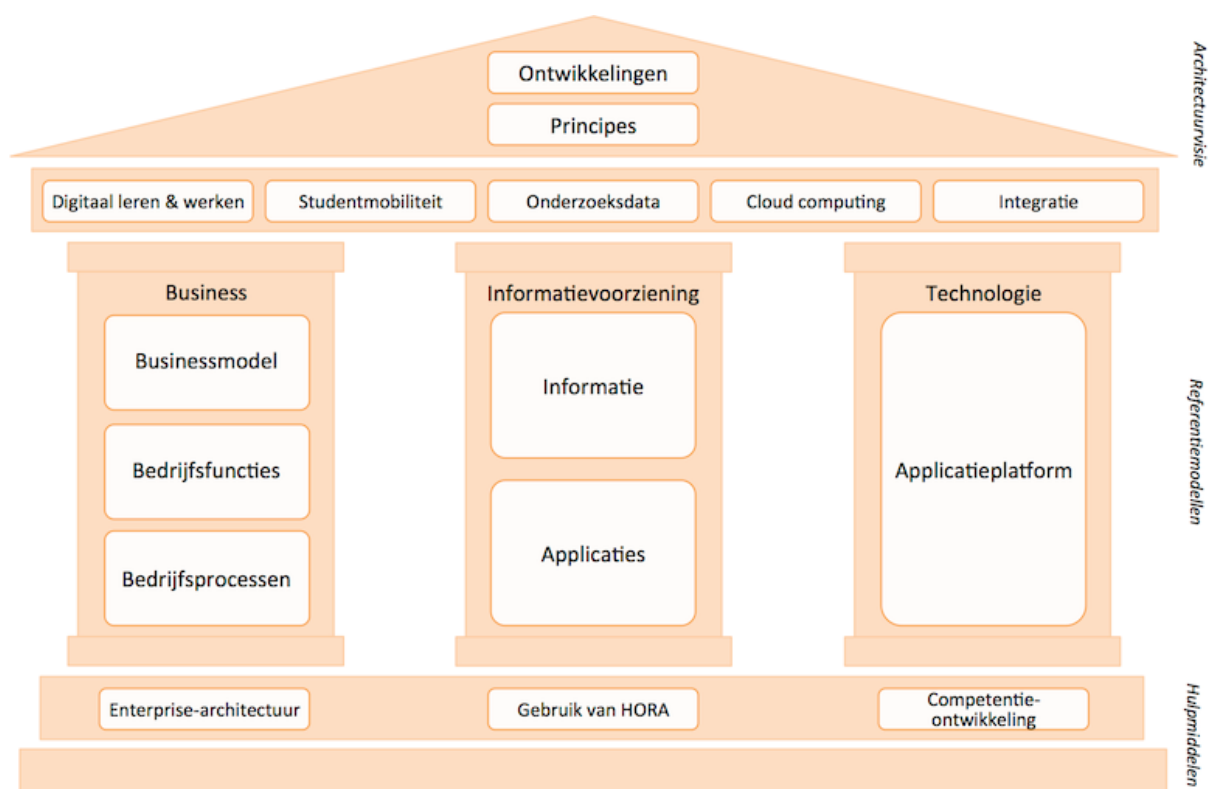 Ontwikkelingen
Principes
Architectuurvisie
Digitaal leren & werken
Studentmobiliteit
Onderzoeksdata
Cloud computing
Integratie
Business
Businessmodel
Bedrijfsfuncties
Bedrijfsprocessen
Informatievoorziening
Informatie
Applicaties
Technologie
Applicatieplatform
Referentiemodellen
Enterprise-architectuur
Gebruik van HORA
Competentie-
ontwikkeling
Hulpmiddelen